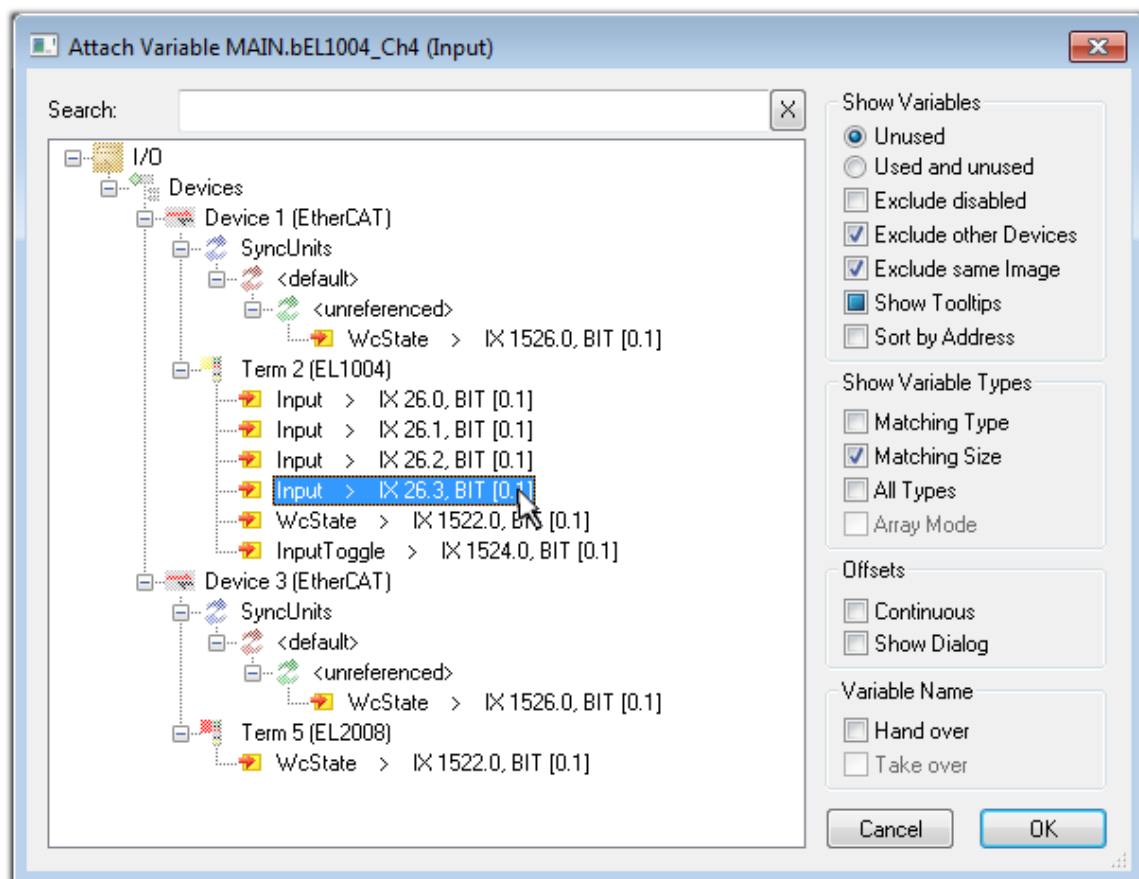 Attach Variable MAIN.bEL1004_Ch4 (Input)
Search:
X
I/O
Devices
Device 1 (EtherCAT)
SyncUnits
<default>
<unreferenced>
WcState > IX 1526.0, BIT [0.1]
Term 2 (EL1004)
Input > IX 26.0, BIT [0.1]
Input > IX 26.1, BIT [0.1]
Input > IX 26.2, BIT [0.1]
Input > IX 26.3, BIT [0.1]
WcState > IX 1522.0, BIT [0.1]
InputToggle > IX 1524.0, BIT [0.1]
Device 3 (EtherCAT)
SyncUnits
<default>
<unreferenced>
WcState > IX 1526.0, BIT [0.1]
Term 5 (EL2008)
WcState > IX 1522.0, BIT [0.1]
Show Variables
Unused
Used and unused
Exclude disabled
Exclude other Devices
Exclude same Image
Show Tooltips
Sort by Address
Show Variable Types
Matching Type
Matching Size
All Types
Array Mode
Offsets
Continuous
Show Dialog
Variable Name
Hand over
Take over
Cancel
OK